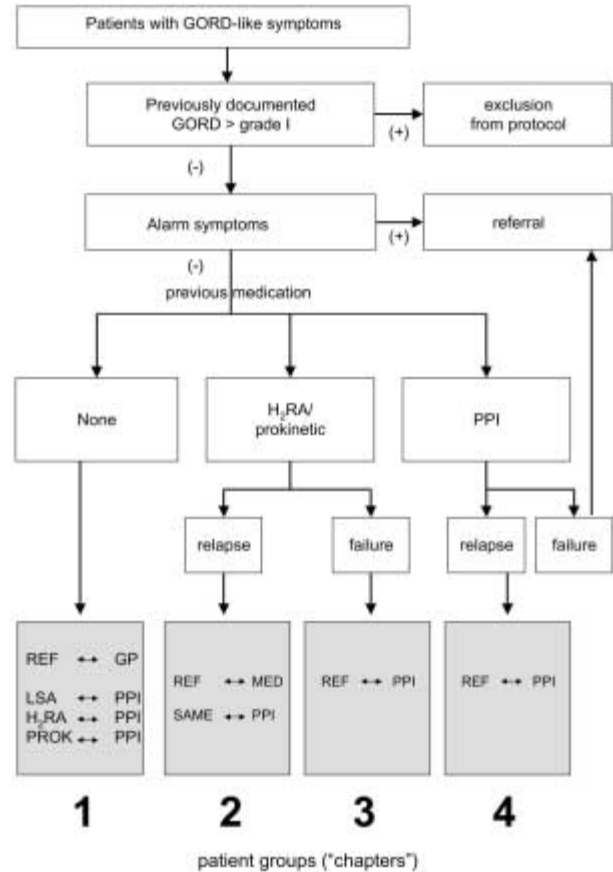 Patients with GORD-like symptoms
Previously documented
GORD > grade I
(+)
exclusion
from protocol
(-)
Alarm symptoms
(+)
referral
(-)
previous medication
None
H₂RA/
prokinetic
PPI
relapse
failure
relapse
failure
REF ↔ GP
LSA ↔ PPI
H₂RA ↔ PPI
PROK ↔ PPI
REF ↔ MED
SAME ↔ PPI
REF ↔ PPI
REF ↔ PPI
1
2
3
4
patient groups ("chapters")